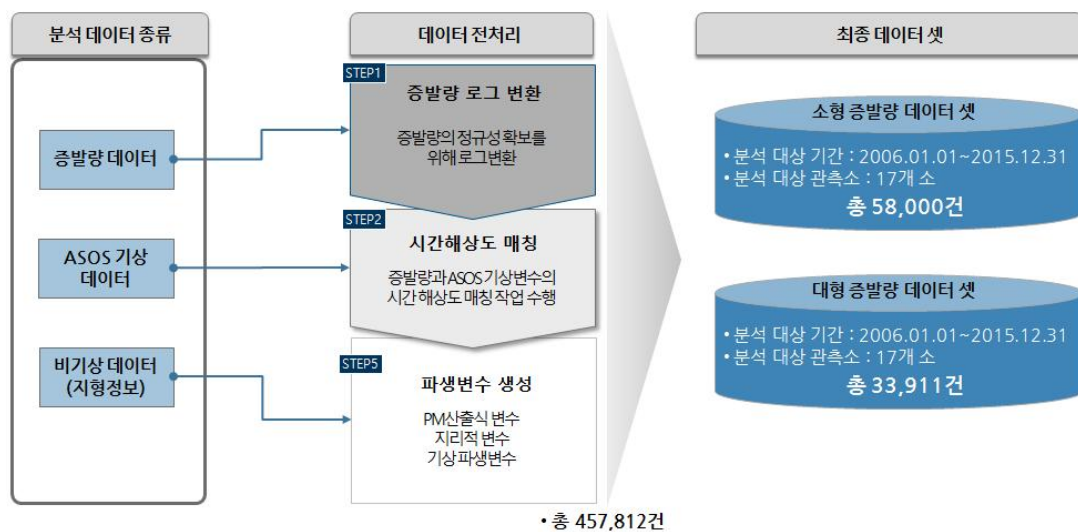 분석 데이터 종류
증발량 데이터
ASOS 기상
데이터
비기상 데이터
(지형정보)
데이터 전처리
STEP1
증발량 로그 변환
증발량의 정규성 확보를
위해 로그변환
STEP2
시간해상도 매칭
증발량과 ASOS 기상변수의
시간 해상도 매칭 작업 수행
STEP5
파생변수 생성
PM산출식 변수
지리적 변수
기상 파생변수
• 총 457,812건
최종 데이터 셋
소형 증발량 데이터 셋
• 분석 대상 기간 : 2006.01.01~2015.12.31
• 분석 대상 관측소 : 17개 소
총 58,000건
대형 증발량 데이터 셋
• 분석 대상 기간 : 2006.01.01~2015.12.31
• 분석 대상 관측소 : 17개 소
총 33,911건